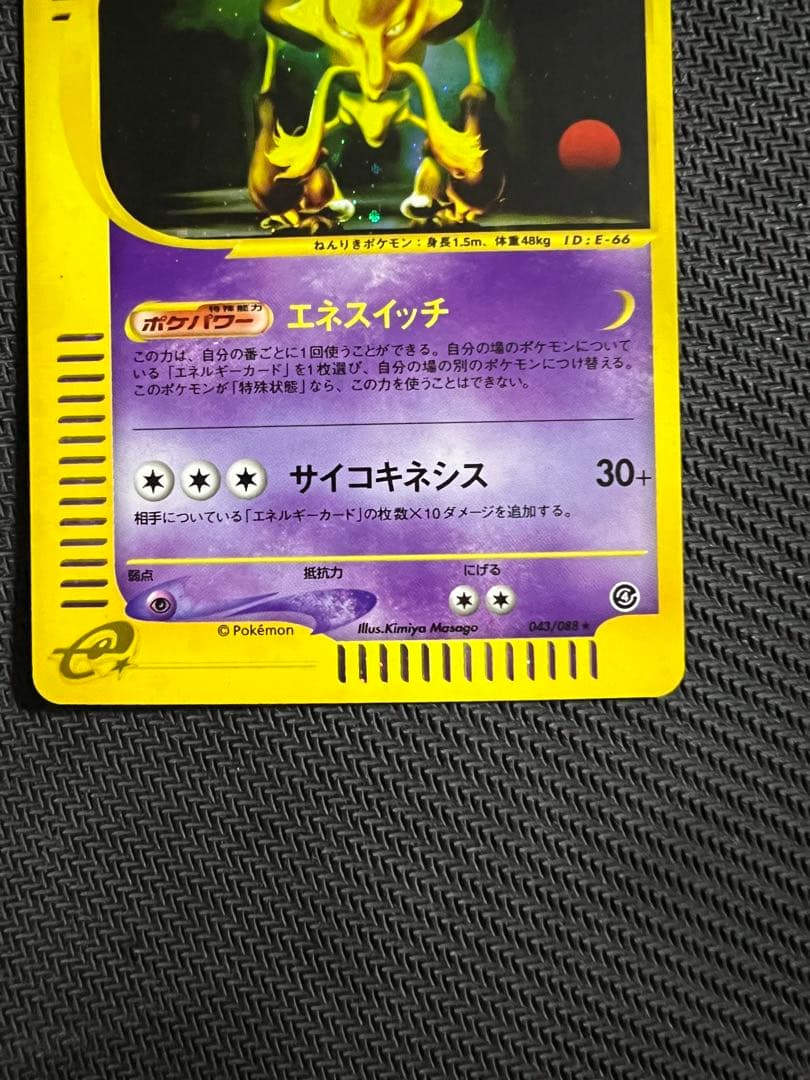 ねんりきポケモン：身長1.5m、体重48kg ID：E-66
特殊能力
ポケパワー エネスイッチ
この力は、自分の番ごとに1回使うことができる。自分の場のポケモンについて
いる「エネルギーカード」を1枚選び、自分の場の別のポケモンにつけ替える。
このポケモンが「特殊状態」なら、この力を使うことはできない。
サイコキネシス 30+
相手についている「エネルギーカード」の枚数×10ダメージを追加する。
弱点 抵抗力 にげる
© Pokémon Illus.Kimiya Masago 043/088★
e